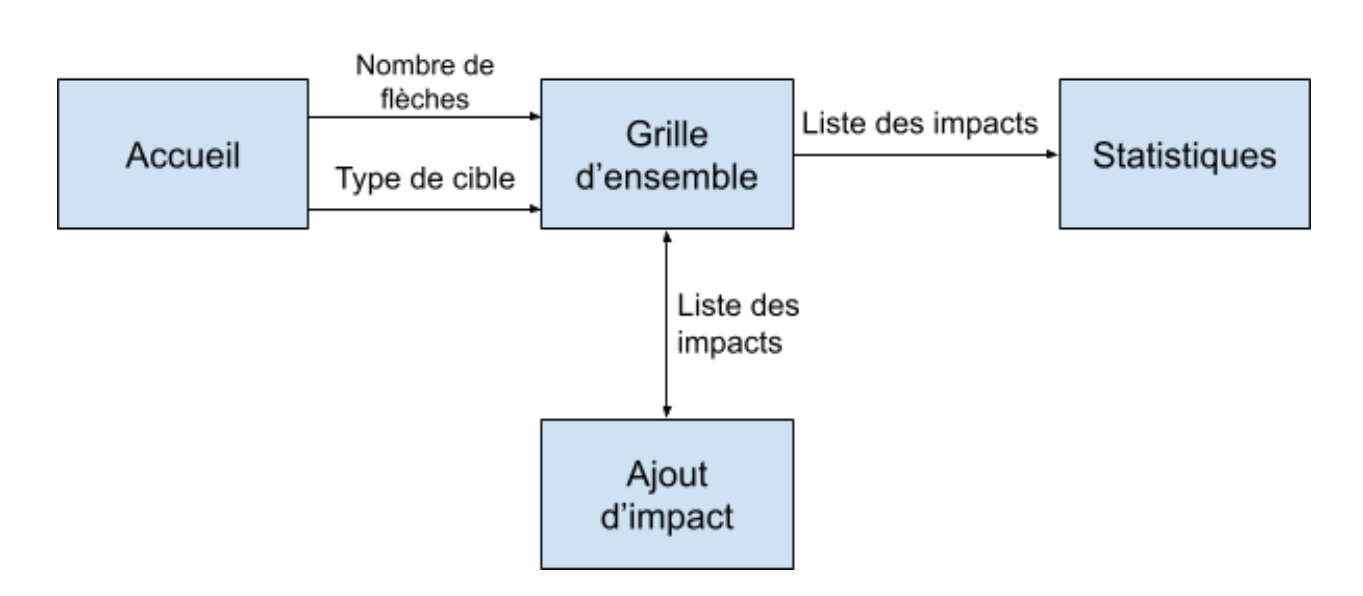 Nombre de
flèches
Accueil
Type de cible
Grille
d’ensemble
Liste des impacts
Statistiques
Liste des
impacts
Ajout
d’impact